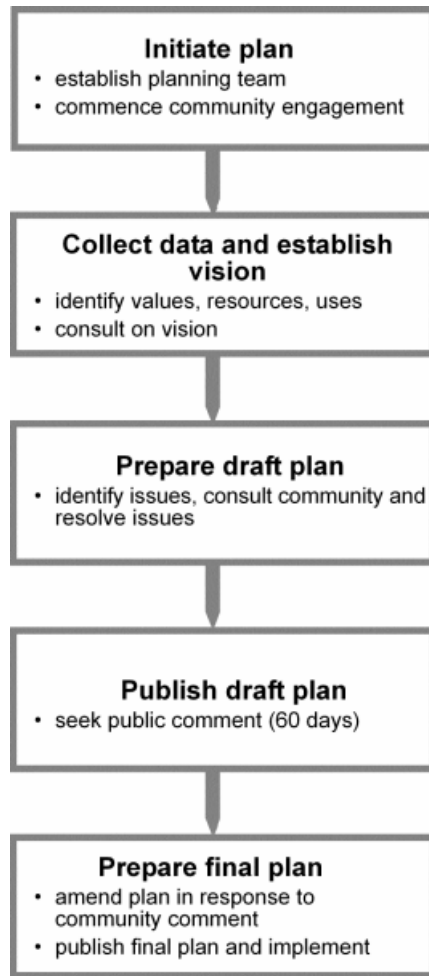 Initiate plan
• establish planning team
• commence community engagement
Collect data and establish
vision
• identify values, resources, uses
• consult on vision
Prepare draft plan
• identify issues, consult community and
resolve issues
Publish draft plan
• seek public comment (60 days)
Prepare final plan
• amend plan in response to
community comment
• publish final plan and implement